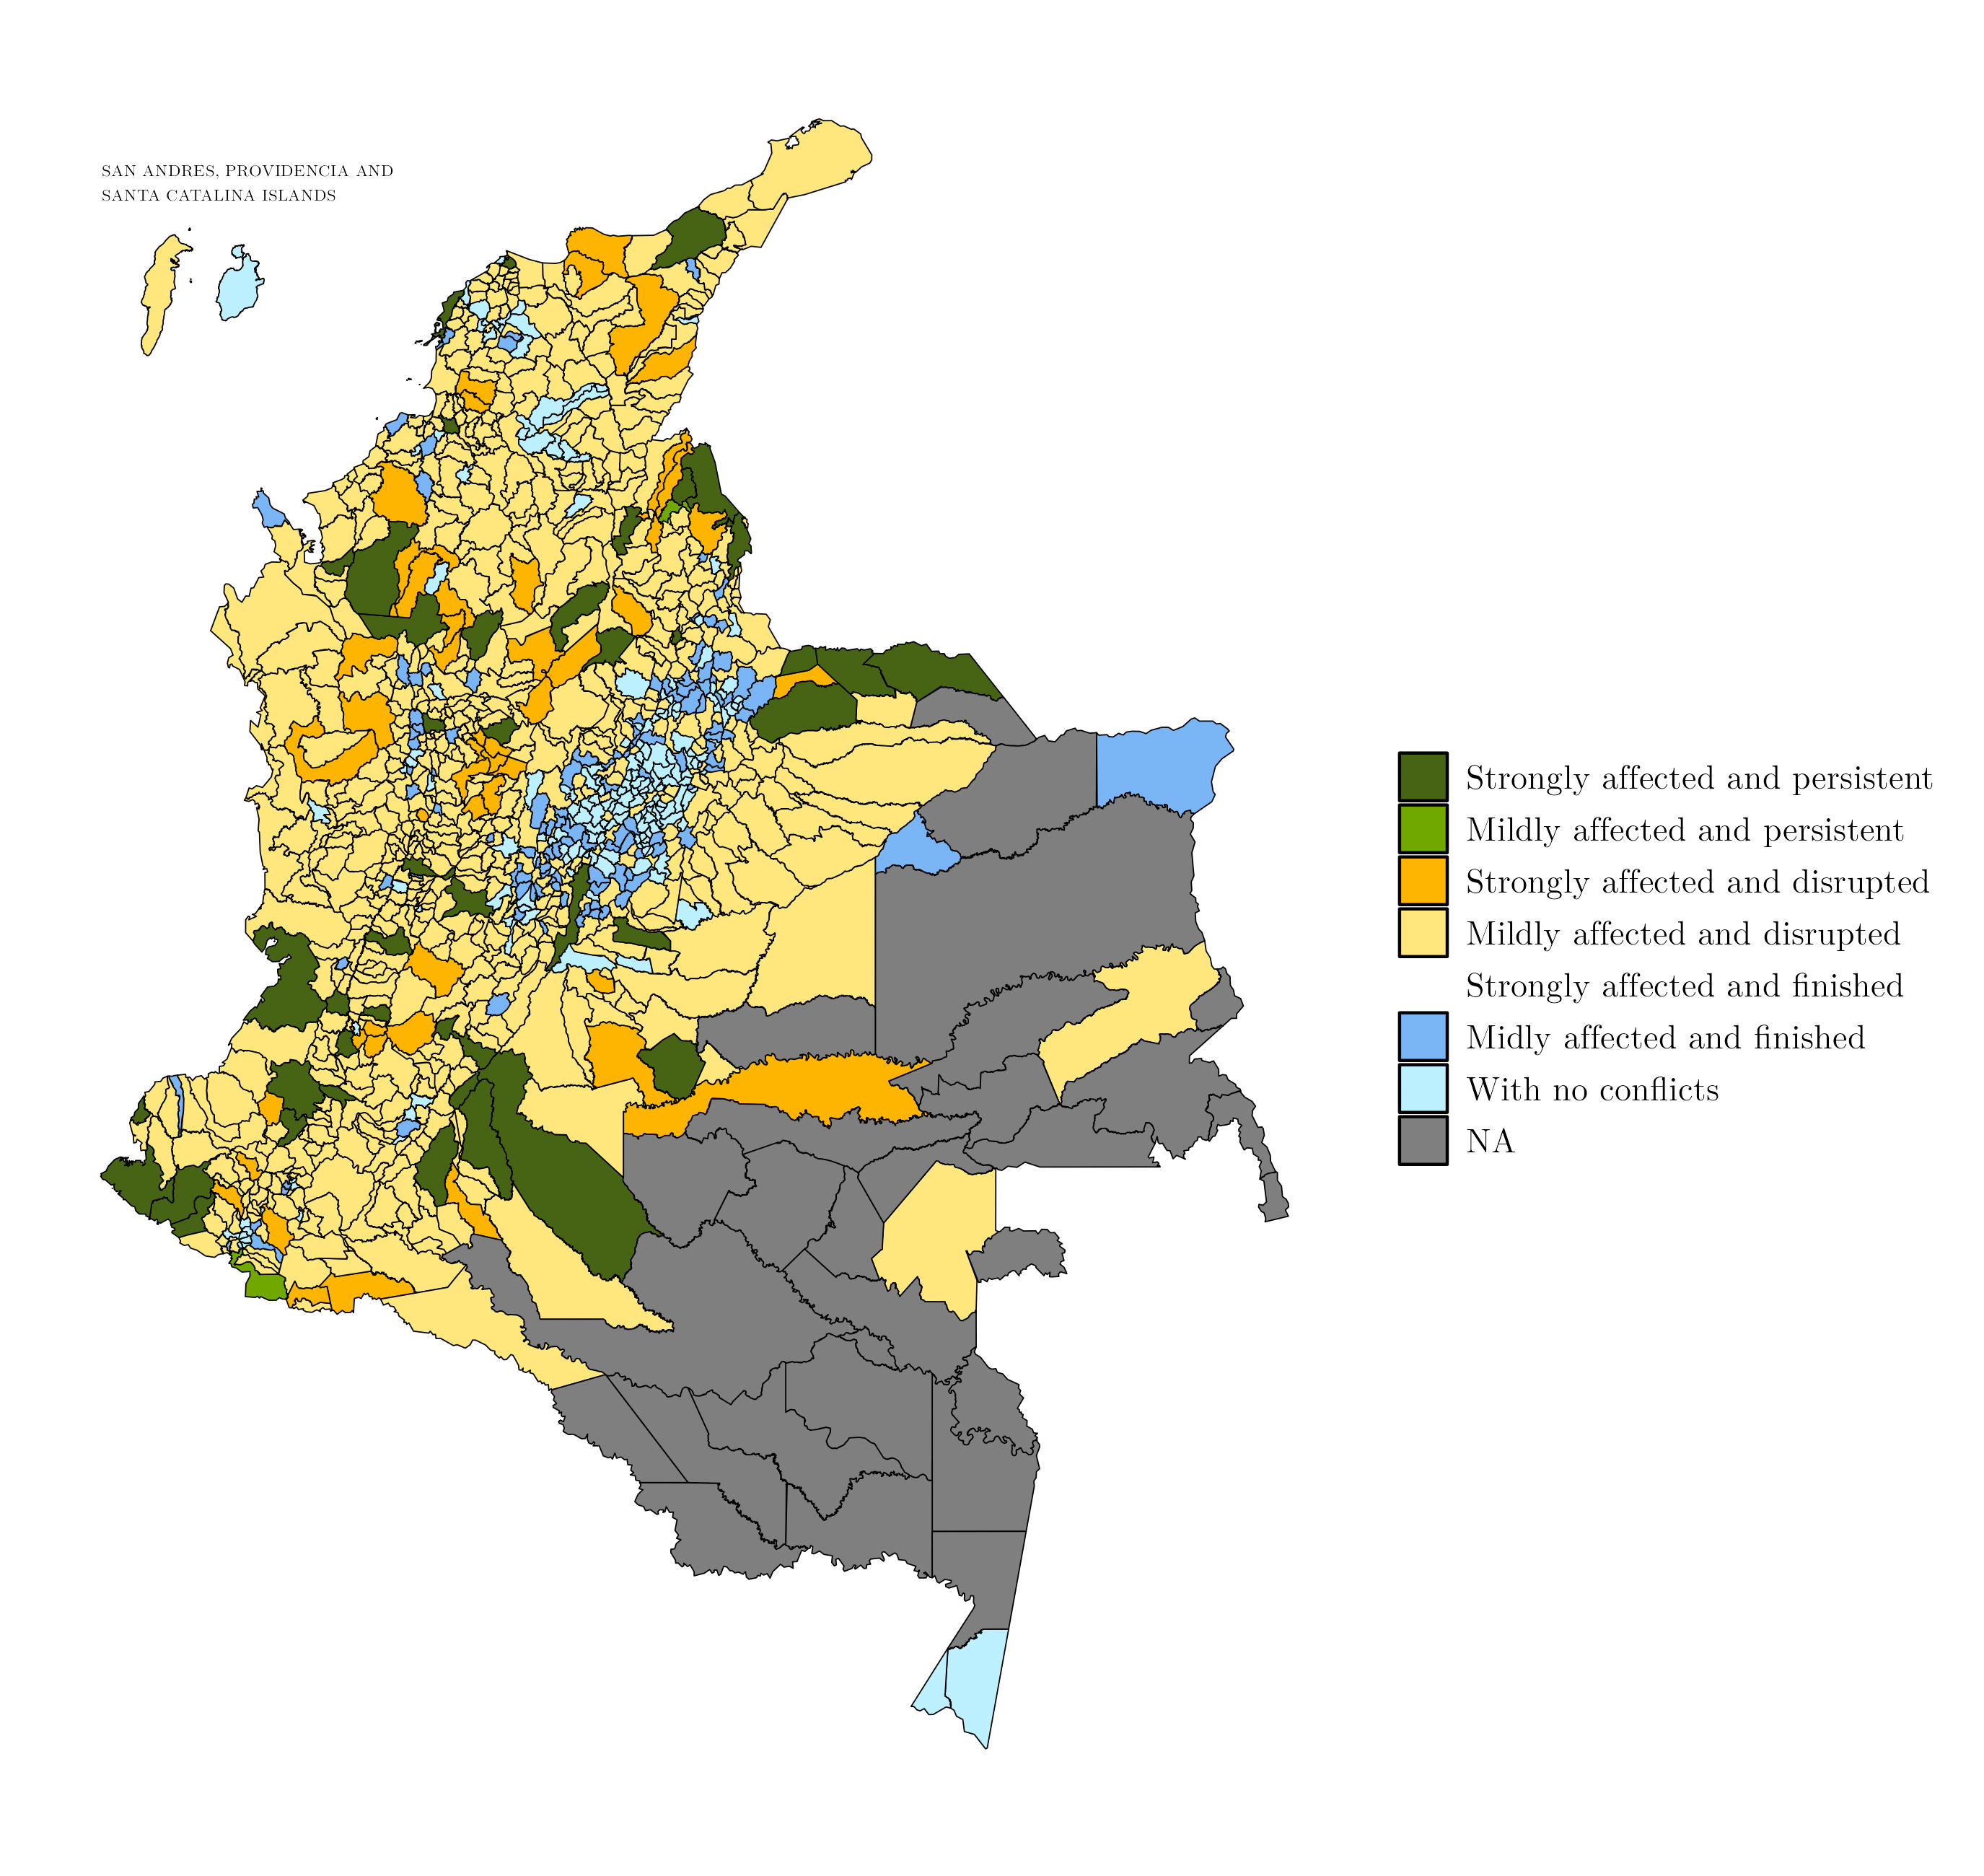 SAN ANDRES, PROVIDENCIA AND
SANTA CATALINA ISLANDS
Strongly affected and persistent
Mildly affected and persistent
Strongly affected and disrupted
Mildly affected and disrupted
Strongly affected and finished
Midly affected and finished
With no conflicts
NA